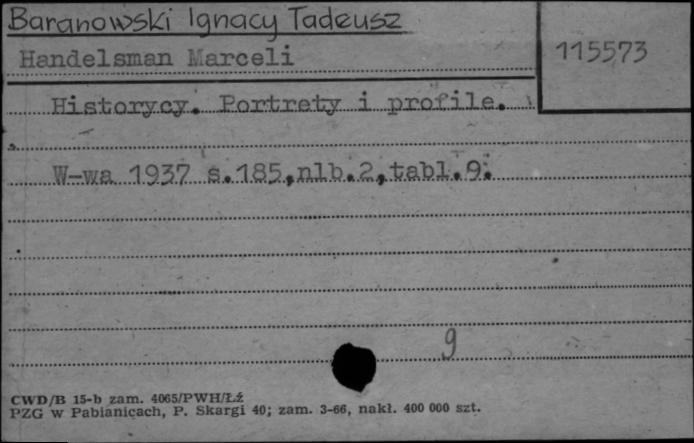 Baranowski Ignacy Tadeusz
115573
Handelsman Marceli
Historycy. Portrety i profile.
W-wa 1937 s.185,nlb.2,tabl.9.
9
CWD/B 15-b zam. 4065/PWH/Łź
PZG w Pabianicach, P. Skargi 40; zam. 3-66, nakł. 400 000 szt.